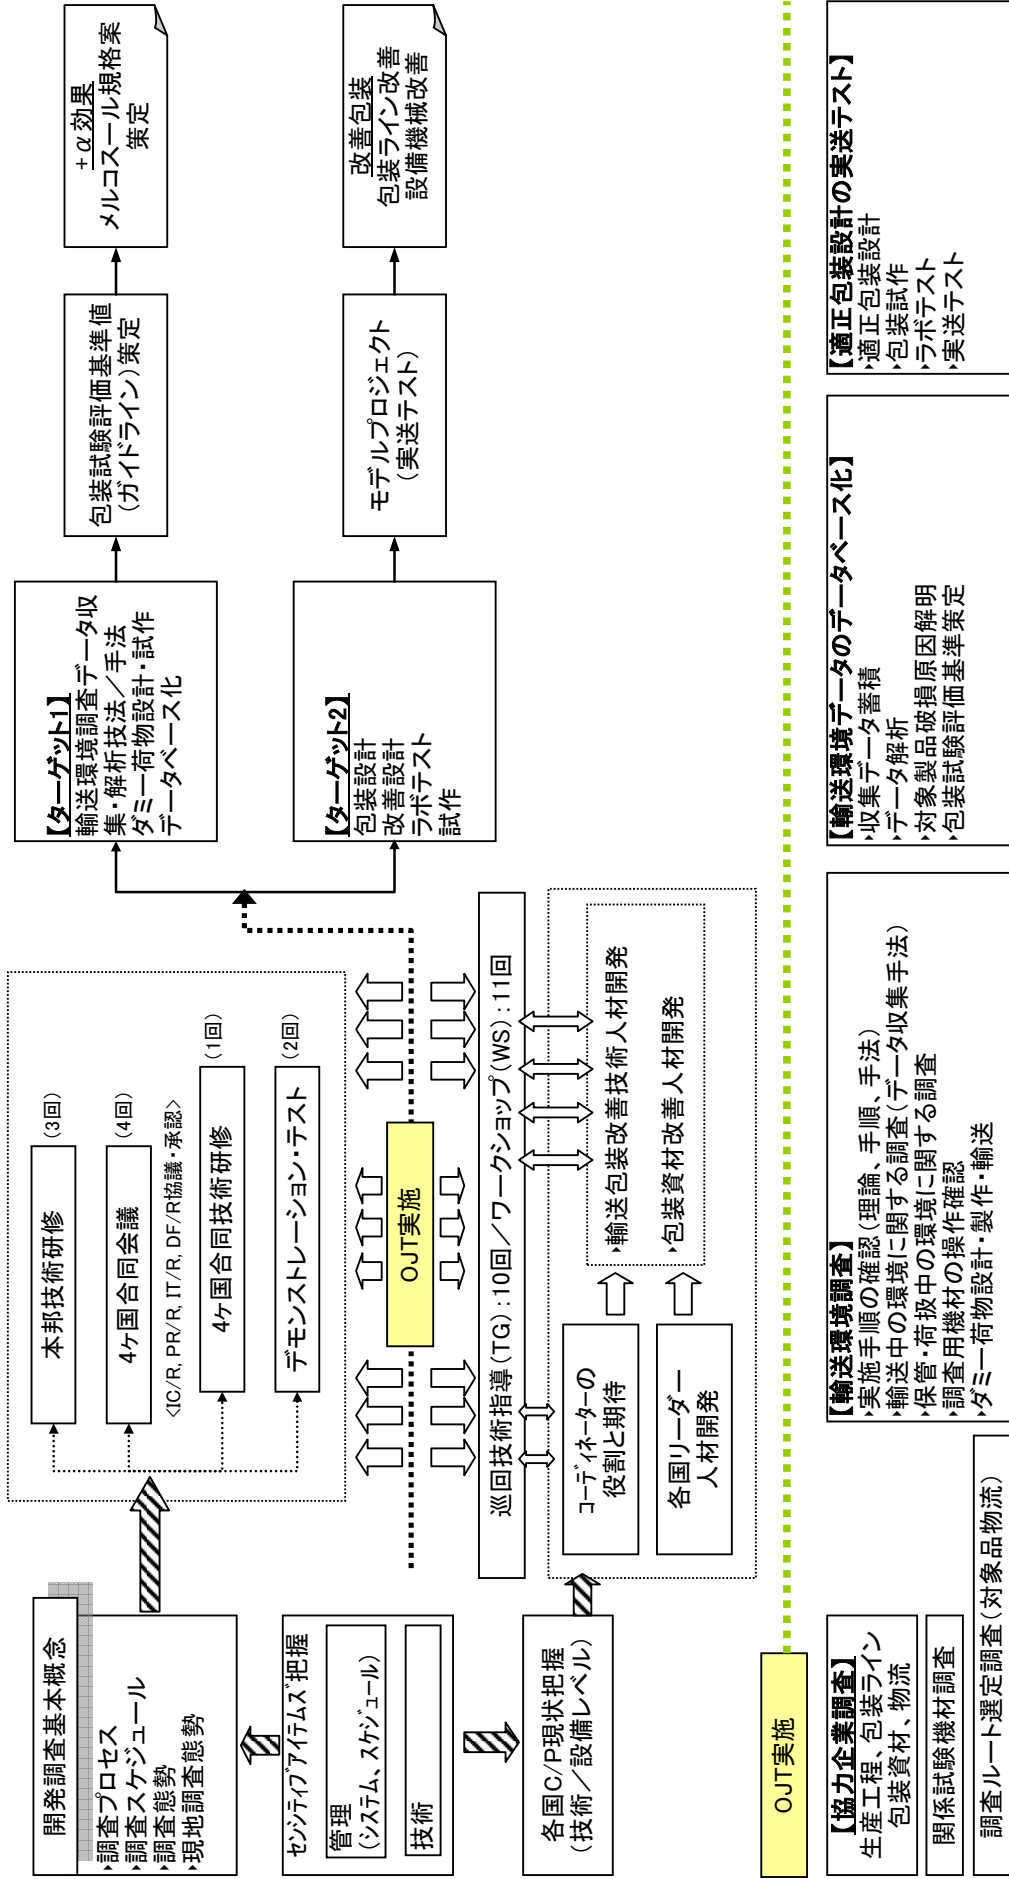 開発調査基本概念
・調査プロセス
・調査スケジュール
・調査態勢
・現地調査態勢
センシティブアイテムズ把握
管理
(システム、スケジュール)
技術
各国C/P現状把握
(技術/設備レベル)
本邦技術研修
(3回)
4ヶ国合同会議
(4回)
<IC/R, PR/R, IT/R, DF/R協議・承認>
4ヶ国合同技術研修
(1回)
デモンストレーション・テスト
(2回)
OJT実施
巡回技術指導(TG):10回/ワークショップ(WS):11回
コーディネーターの
役割と期待
各国リーダー
人材開発
・輸送包装改善技術人材開発
・包装資材改善人材開発
【ターゲット1】
輸送環境調査データ収
集・解析技法/手法
ダミー荷物設計・試作
データベース化
包装試験評価基準値
(ガイドライン)策定
+α効果
メルコスール規格案
策定
【ターゲット2】
包装設計
改善設計
ラボテスト
試作
モデルプロジェクト
(実送テスト)
改善包装
包装ライン改善
設備機械改善
OJT実施
【協力企業調査】
生産工程、包装ライン
包装資材、物流
関係試験機材調査
調査ルート選定調査(対象品物流)
【輸送環境調査】
・実施手順の確認(理論、手順、手法)
・輸送中の環境に関する調査(データ収集手法)
・保管・荷扱中の環境に関する調査
・調査用機材の操作確認
・ダミー荷物設計・製作・輸送
【輸送環境データのデータベース化】
・収集データ蓄積
・データ解析
・対象製品破損原因解明
・包装試験評価基準策定
【適正包装設計の実送テスト】
・適正包装設計
・包装試作
・ラボテスト
・実送テスト